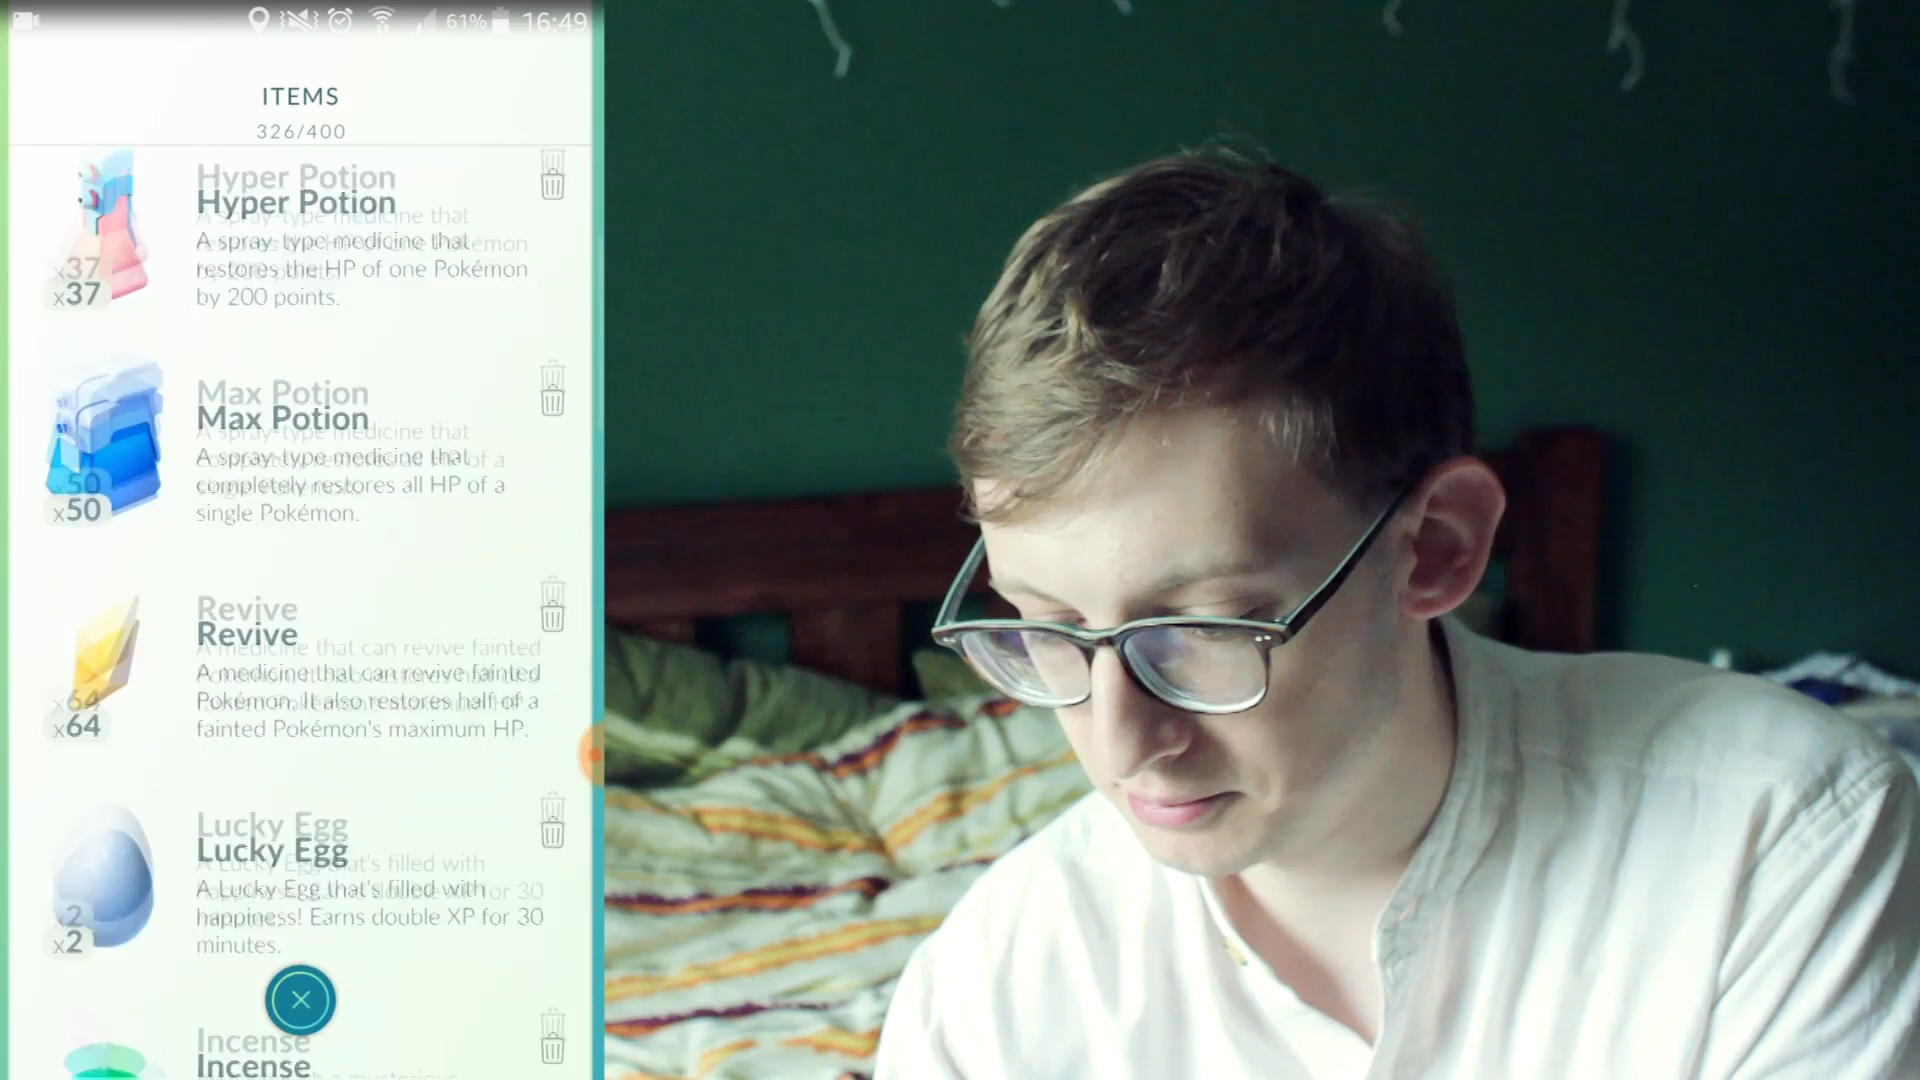 61% 16:49
ITEMS
326/400
Hyper Potion
A spray-type medicine that
restores the HP of one Pokémon
by 200 points.
x37
Max Potion
A spray-type medicine that
completely restores all HP of a
single Pokémon.
x50
Revive
A medicine that can revive fainted
Pokémon. It also restores half of a
fainted Pokémon's maximum HP.
x64
Lucky Egg
A Lucky Egg that's filled with
happiness! Earns double XP for 30
minutes.
x2
Incense